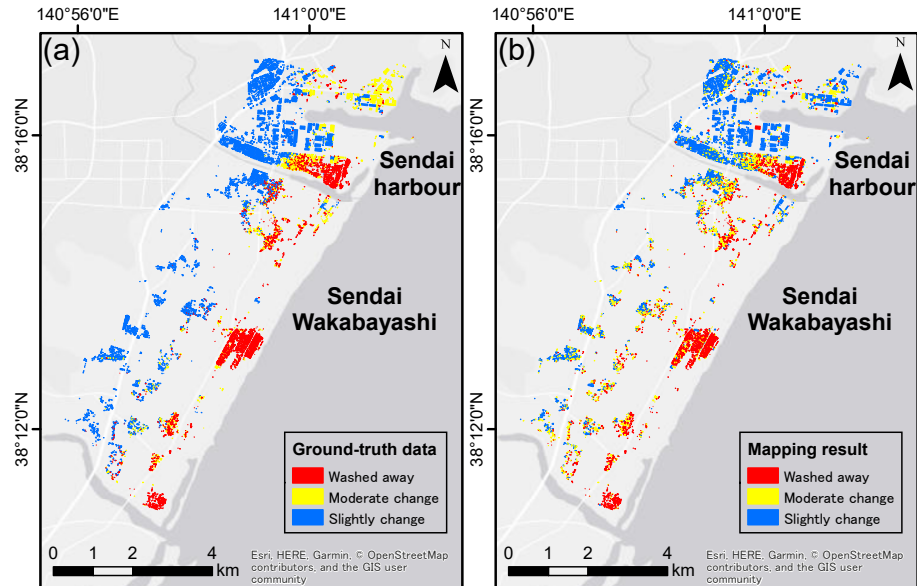 140°56'0"E
141°0'0"E
(a)
N
38°16'0"N
38°12'0"N
Sendai
harbour
Sendai
Wakabayashi
Ground-truth data
Washed away
Moderate change
Slightly change
0 1 2 4
km
Esri, HERE, Garmin, © OpenStreetMap
contributors, and the GIS user
community
140°56'0"E
141°0'0"E
(b)
N
38°16'0"N
38°12'0"N
Sendai
harbour
Sendai
Wakabayashi
Mapping result
Washed away
Moderate change
Slightly change
0 1 2 4
km
Esri, HERE, Garmin, © OpenStreetMap
contributors, and the GIS user
community